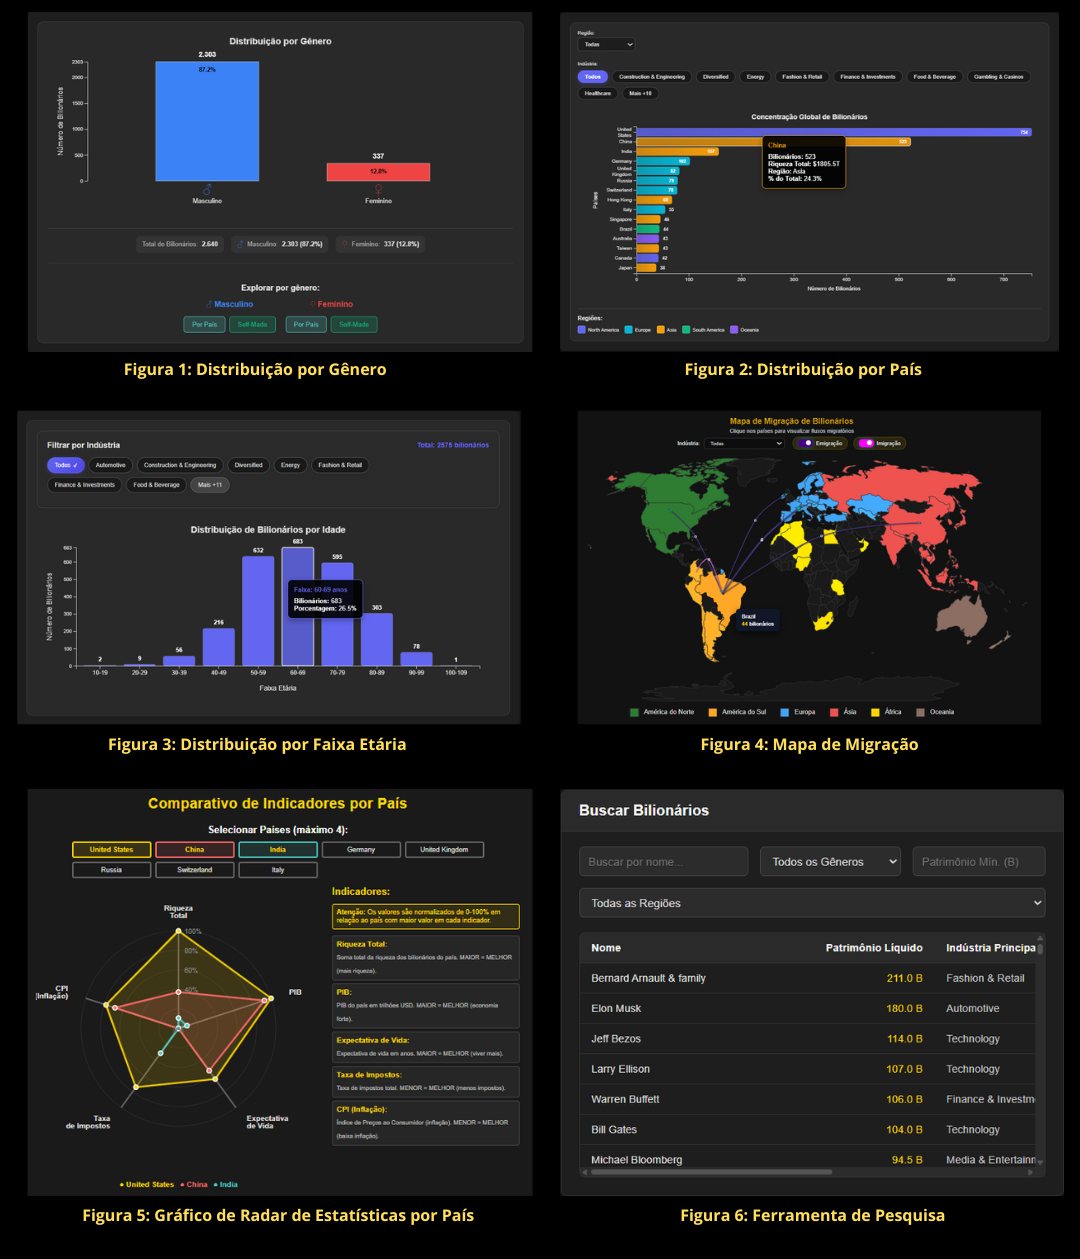 Distribuição por Gênero
2.303
87.2%
2303
2000
1500
1000
500
0
Número de Bilionários
337
12.8%
Masculino
Feminino
Total de Bilionários: 2.640
Masculino: 2.303 (87.2%)
Feminino: 337 (12.8%)
Explorar por gênero:
Masculino
Feminino
Por País
Self-Made
Por País
Self-Made
Figura 1: Distribuição por Gênero
Região:
Todas
Indústria:
Todos
Construction & Engineering
Diversified
Energy
Fashion & Retail
Finance & Investments
Food & Beverage
Gambling & Casinos
Healthcare
Mais +10
Concentração Global de Bilionários
Países
United States
754
China
523
India
157
Germany
102
United Kingdom
82
Russia
79
Switzerland
78
Hong Kong
68
Italy
Singapore
46
Brazil
44
Australia
43
Taiwan
43
Canada
42
Japan
38
China
Bilionários: 523
Riqueza Total: $1805.5T
Região: Asia
% do Total: 24.3%
0
100
200
300
400
500
600
700
Número de Bilionários
Regiões:
North America
Europe
Asia
South America
Oceania
Figura 2: Distribuição por País
Filtrar por Indústria
Total: 2575 bilionários
Todos ✓
Automotive
Construction & Engineering
Diversified
Energy
Fashion & Retail
Finance & Investments
Food & Beverage
Mais +11
Distribuição de Bilionários por Idade
683
600
500
400
300
200
100
0
Número de Bilionários
2
9
56
216
632
683
595
303
78
1
Faixa: 60-69 anos
Bilionários: 683
Porcentagem: 26.5%
10-19
20-29
30-39
40-49
50-59
60-69
70-79
80-89
90-99
100-109
Faixa Etária
Figura 3: Distribuição por Faixa Etária
Mapa de Migração de Bilionários
Clique nos países para visualizar fluxos migratórios
Indústria:
Todas
Emigração
Imigração
Brazil
44 bilionários
América do Norte
América do Sul
Europa
Ásia
África
Oceania
Figura 4: Mapa de Migração
Comparativo de Indicadores por País
Selecionar Países (máximo 4):
United States
China
India
Germany
United Kingdom
Russia
Switzerland
Italy
Riqueza
Total
100%
80%
60%
40%
PIB
CPI
(Inflação)
Taxa
de Impostos
Expectativa
de Vida
United States
China
India
Indicadores:
Atenção: Os valores são normalizados de 0-100% em
relação ao país com maior valor em cada indicador.
Riqueza Total:
Soma total da riqueza dos bilionários do país. MAIOR = MELHOR
(mais riqueza).
PIB:
PIB do país em trilhões USD. MAIOR = MELHOR (economia
forte).
Expectativa de Vida:
Expectativa de vida em anos. MAIOR = MELHOR (viver mais).
Taxa de Impostos:
Taxa de impostos total. MENOR = MELHOR (menos impostos).
CPI (Inflação):
Índice de Preços ao Consumidor (inflação). MENOR = MELHOR
(baixa inflação).
Figura 5: Gráfico de Radar de Estatísticas por País
Buscar Bilionários
Buscar por nome...
Todos os Gêneros
Patrimônio Mín. (B)
Todas as Regiões
Nome
Patrimônio Líquido
Indústria Principa
Bernard Arnault & family
211.0 B
Fashion & Retail
Elon Musk
180.0 B
Automotive
Jeff Bezos
114.0 B
Technology
Larry Ellison
107.0 B
Technology
Warren Buffett
106.0 B
Finance & Investm
Bill Gates
104.0 B
Technology
Michael Bloomberg
94.5 B
Media & Entertainn
Figura 6: Ferramenta de Pesquisa